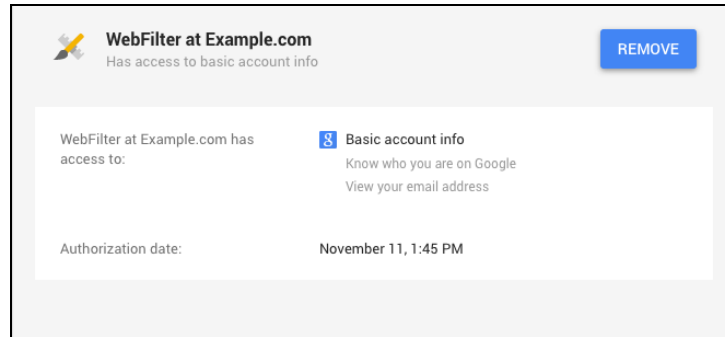 WebFilter at Example.com
Has access to basic account info
REMOVE
WebFilter at Example.com has
access to:
8 Basic account info
Know who you are on Google
View your email address
Authorization date:
November 11, 1:45 PM